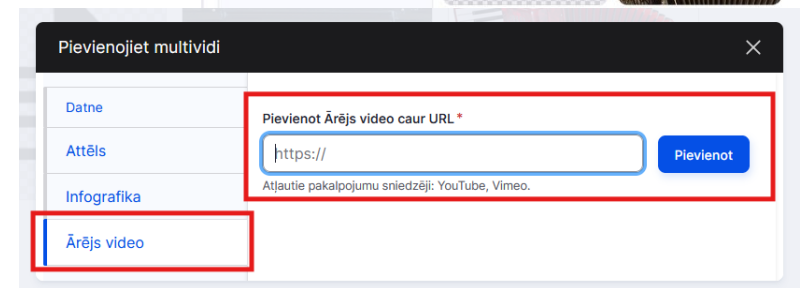 Pievienojiet multividi
Datne
Attēls
Infografika
Ārējs video
Pievienot Ārējs video caur URL*
https://
Pievienot
Atļautie pakalpojumu sniedzēji: YouTube, Vimeo.